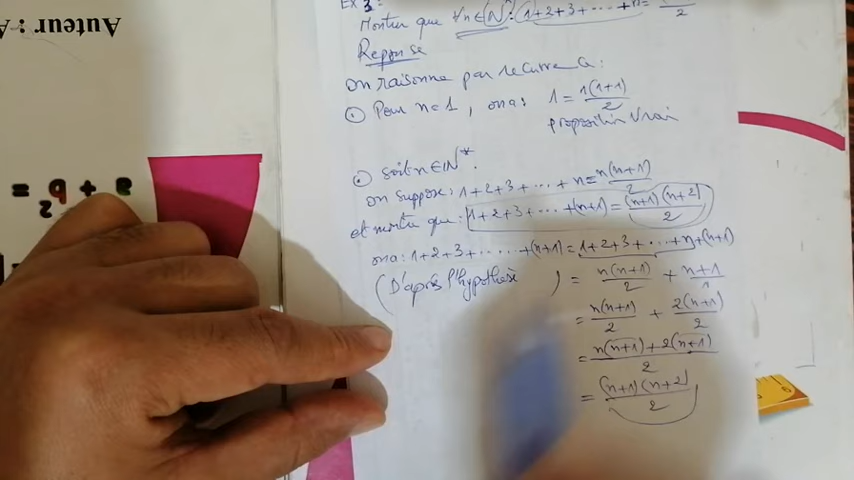 Auteur : A
a + b =
2
Ex 3:
Montrer que ∀n∈ℕ*: 1+2+3+.....+n= /2
Réponse
On raisonne par récurrence:
• Pour n=1, on a: 1 = 1(1+1)/2
proposition vrai
• Soit n∈ℕ*.
on suppose: 1+2+3+...+n = n(n+1)/2
et montrer que: 1+2+3+...+(n+1) = (n+1)(n+2)/2
on a: 1+2+3+......+(n+1) = 1+2+3+...+n+(n+1)
(D'après l'hypothèse) = n(n+1)/2 + n+1/1
= n(n+1)/2 + 2(n+1)/2
= n(n+1)+2(n+1)/2
= (n+1)(n+2)/2